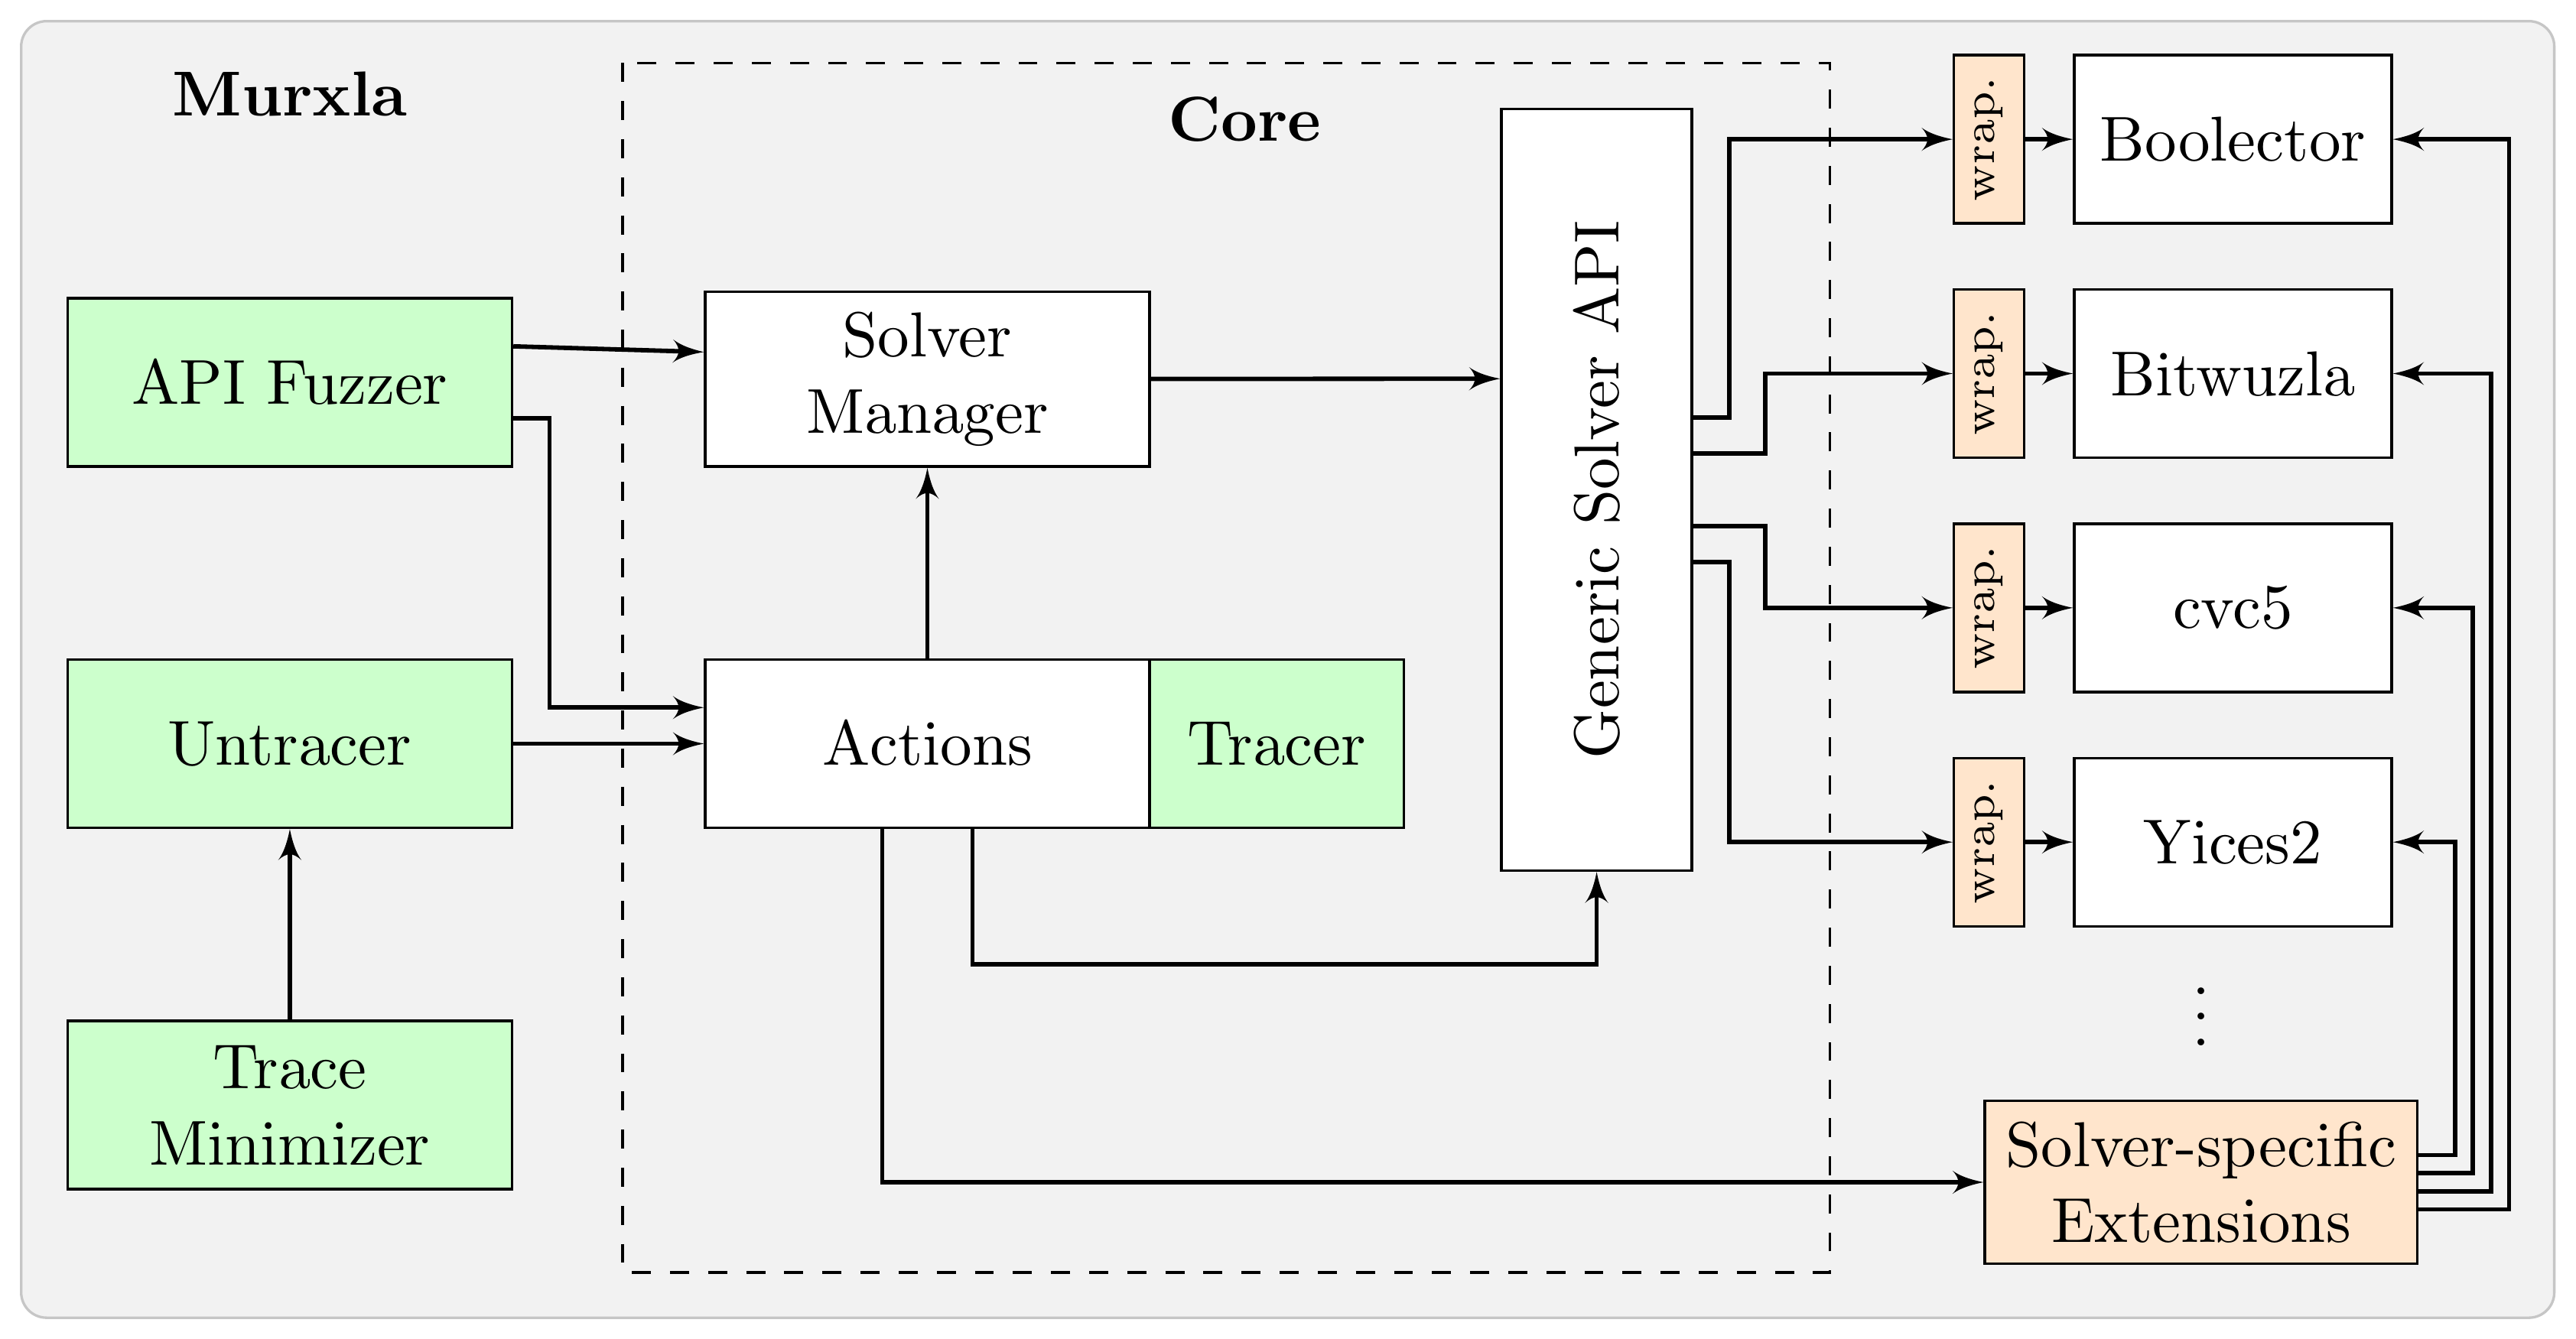 Murxla
Core
API Fuzzer
Untracer
Trace
Minimizer
Solver
Manager
Actions
Tracer
Generic Solver API
wrap.
Boolector
wrap.
Bitwuzla
wrap.
cvc5
wrap.
Yices2
⋮
Solver-specific
Extensions